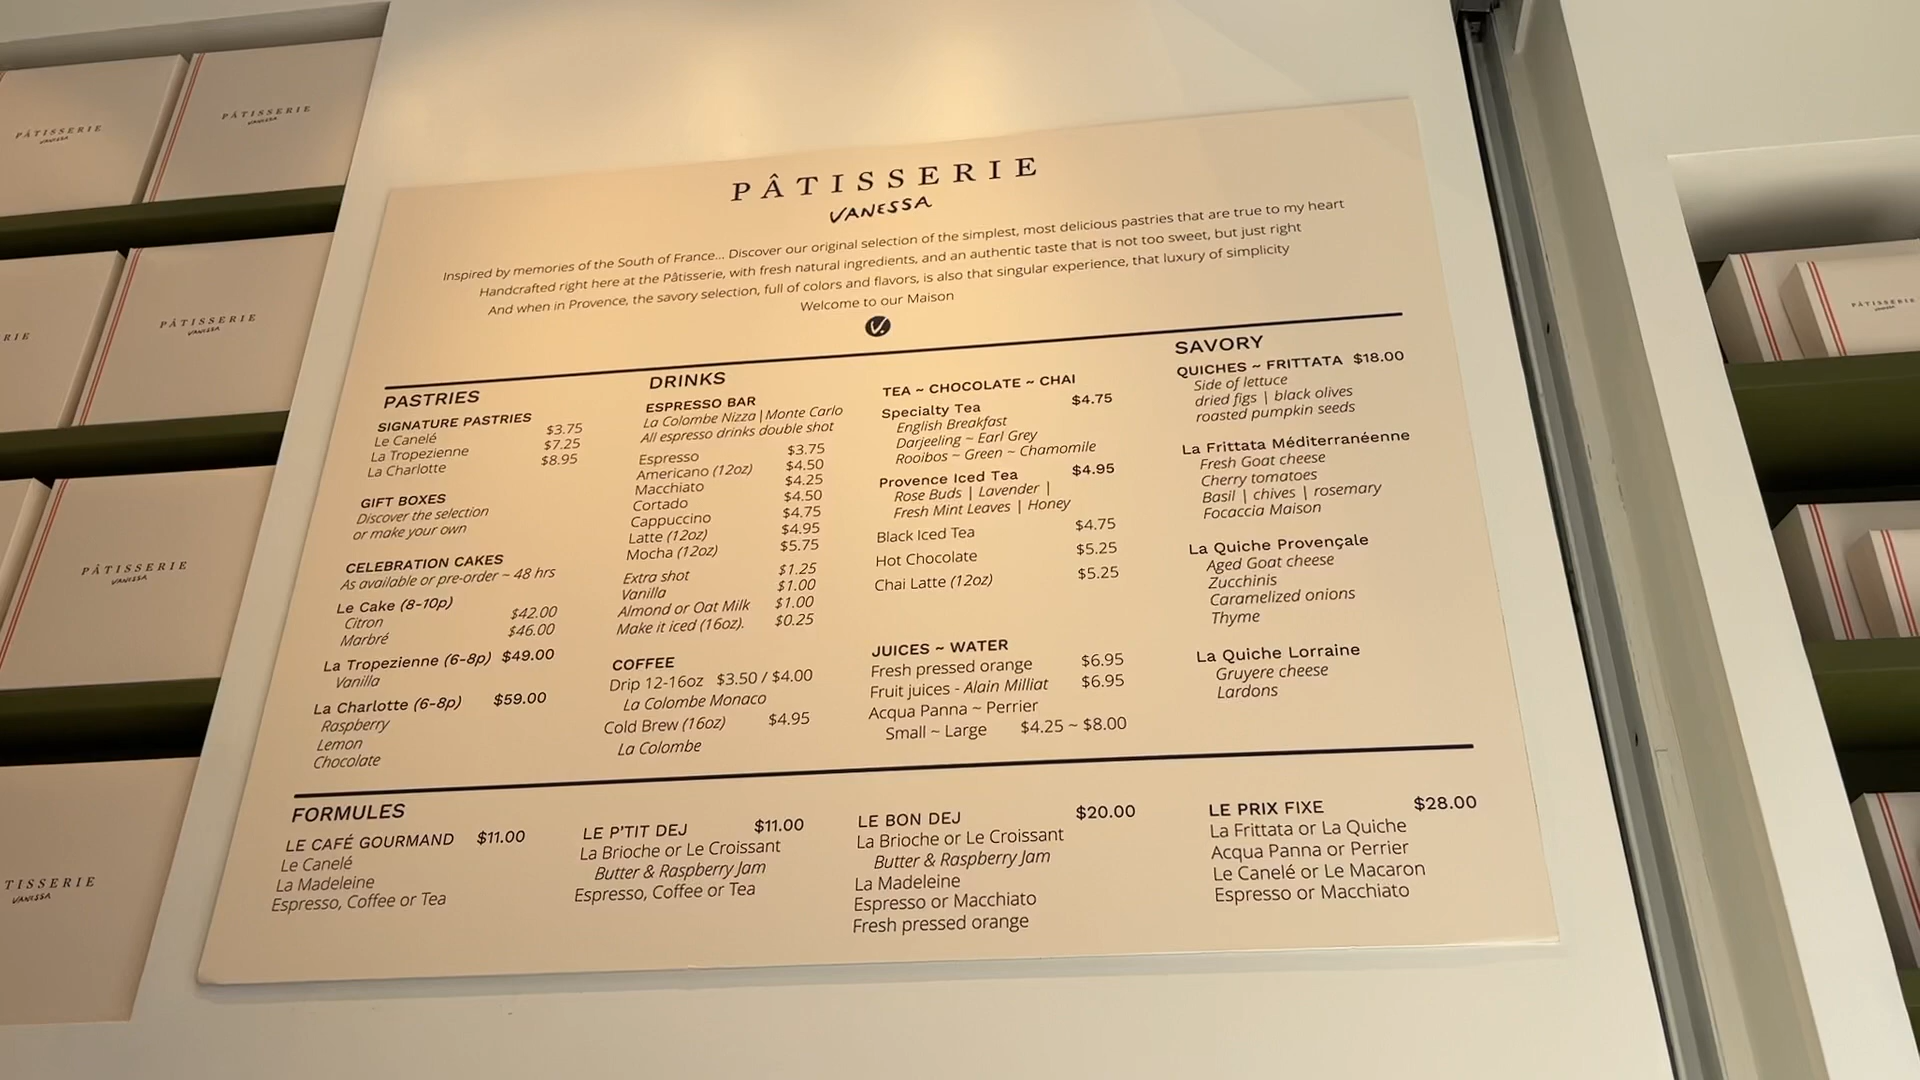 PÂTISSERIE
VANESSA
Inspired by memories of the South of France... Discover our original selection of the simplest, most delicious pastries that are true to my heart
Handcrafted right here at the Pâtisserie, with fresh natural ingredients, and an authentic taste that is not too sweet, but just right
And when in Provence, the savory selection, full of colors and flavors, is also that singular experience, that luxury of simplicity
Welcome to our Maison
V.
PASTRIES
SIGNATURE PASTRIES
Le Canelé $3.75
La Tropezienne $7.25
La Charlotte $8.95
GIFT BOXES
Discover the selection
or make your own
CELEBRATION CAKES
As available or pre-order ~ 48 hrs
Le Cake (8-10p)
Citron $42.00
Marbré $46.00
La Tropezienne (6-8p) $49.00
Vanilla
La Charlotte (6-8p) $59.00
Raspberry
Lemon
Chocolate
DRINKS
ESPRESSO BAR
La Colombe Nizza | Monte Carlo
All espresso drinks double shot
Espresso $3.75
Americano (12oz) $4.50
Macchiato $4.25
Cortado $4.50
Cappuccino $4.75
Latte (12oz) $4.95
Mocha (12oz) $5.75
Extra shot $1.25
Vanilla $1.00
Almond or Oat Milk $1.00
Make it iced (16oz). $0.25
COFFEE
Drip 12-16oz $3.50 / $4.00
La Colombe Monaco
Cold Brew (16oz) $4.95
La Colombe
TEA ~ CHOCOLATE ~ CHAI
Specialty Tea $4.75
English Breakfast
Darjeeling ~ Earl Grey
Rooibos ~ Green ~ Chamomile
Provence Iced Tea $4.95
Rose Buds | Lavender |
Fresh Mint Leaves | Honey
Black Iced Tea $4.75
Hot Chocolate $5.25
Chai Latte (12oz) $5.25
JUICES ~ WATER
Fresh pressed orange $6.95
Fruit juices - Alain Milliat $6.95
Acqua Panna ~ Perrier
Small ~ Large $4.25 ~ $8.00
SAVORY
QUICHES ~ FRITTATA $18.00
Side of lettuce
dried figs | black olives
roasted pumpkin seeds
La Frittata Méditerranéenne
Fresh Goat cheese
Cherry tomatoes
Basil | chives | rosemary
Focaccia Maison
La Quiche Provençale
Aged Goat cheese
Zucchinis
Caramelized onions
Thyme
La Quiche Lorraine
Gruyere cheese
Lardons
FORMULES
LE CAFÉ GOURMAND $11.00
Le Canelé
La Madeleine
Espresso, Coffee or Tea
LE P'TIT DEJ $11.00
La Brioche or Le Croissant
Butter & Raspberry Jam
Espresso, Coffee or Tea
LE BON DEJ $20.00
La Brioche or Le Croissant
Butter & Raspberry Jam
La Madeleine
Espresso or Macchiato
Fresh pressed orange
LE PRIX FIXE $28.00
La Frittata or La Quiche
Acqua Panna or Perrier
Le Canelé or Le Macaron
Espresso or Macchiato
PÂTISSERIE
VANESSA
PÂTISSERIE
VANESSA
RIE
PÂTISSERIE
VANESSA
PÂTISSERIE
VANESSA
TISSERIE
VANESSA
PÂTISSERIE